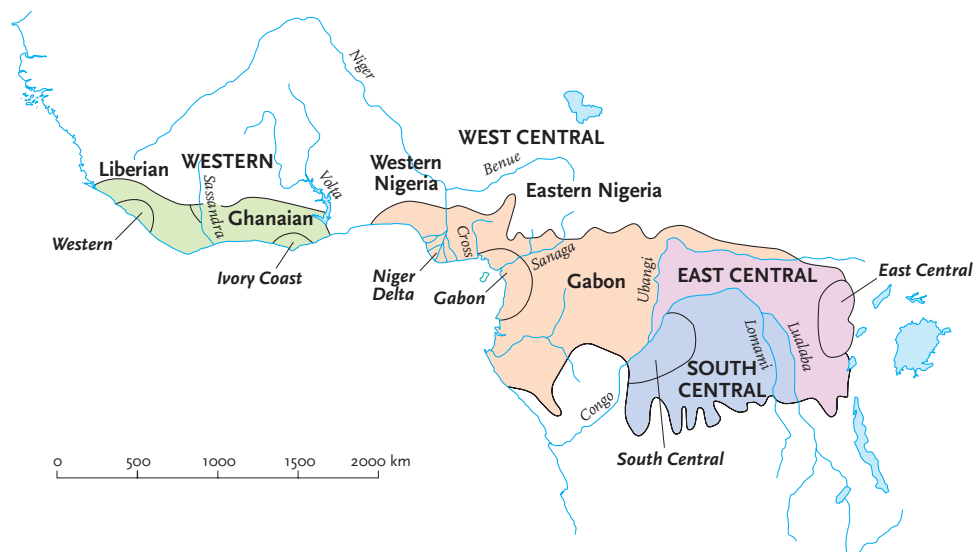 Niger
WEST CENTRAL
Benue
Liberian
WESTERN
Western
Nigeria
Eastern Nigeria
Sassandra
Volta
Ghanaian
Western
Ivory Coast
Cross
Niger
Delta
Gabon
Sanaga
Gabon
Ubangi
EAST CENTRAL
East Central
Lomami
Lualaba
SOUTH
CENTRAL
Congo
South Central
0 500 1000 1500 2000 km